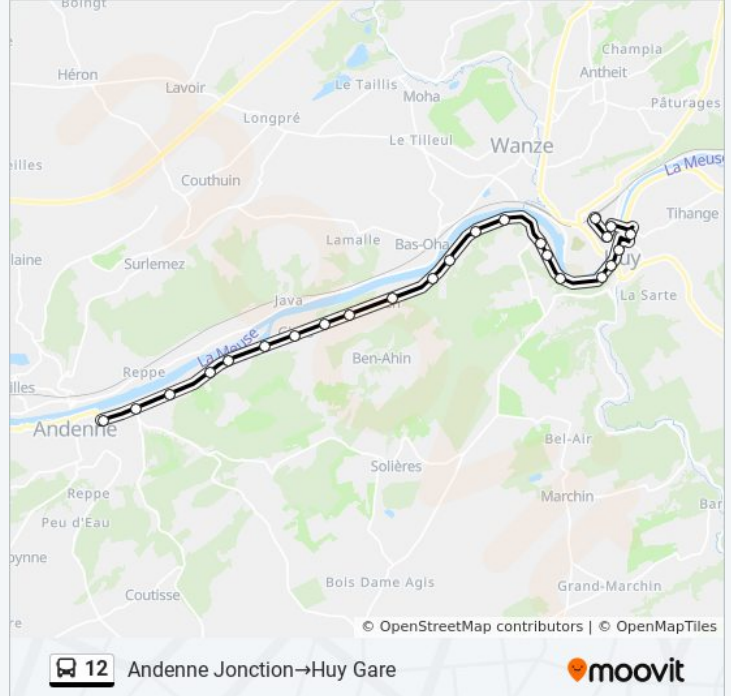 Boingt
Champia
Héron
Antheit
Lavoir
Le Taillis
Moha
Pâturages
Longpré
Le Tilleul
Wanze
eilles
La Meuse
Couthuin
Tihange
Lamalle
Bas-Oha
laine
Surlemez
Huy
La Sarte
Java
La Meuse
Ben-Ahin
Reppe
illes
Andenne
Bel-Air
Solières
Reppe
Marchin
Bar
Peu d'Eau
oynne
Bois Dame Agis
Grand-Marchin
Coutisse
re
© OpenStreetMap contributors | © OpenMapTiles
12 Andenne Jonction→Huy Gare
moovit